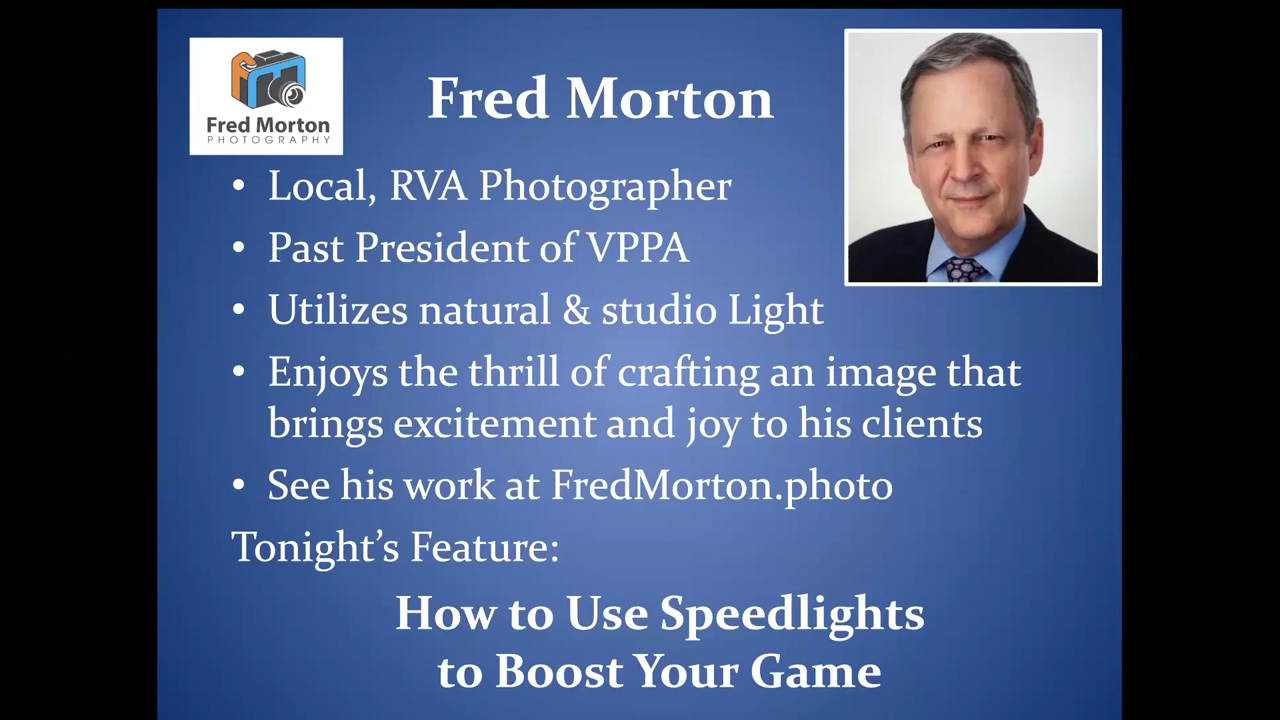 Fred Morton
PHOTOGRAPHY
Fred Morton
• Local, RVA Photographer
• Past President of VPPA
• Utilizes natural & studio Light
• Enjoys the thrill of crafting an image that
brings excitement and joy to his clients
• See his work at FredMorton.photo
Tonight’s Feature:
How to Use Speedlights
to Boost Your Game